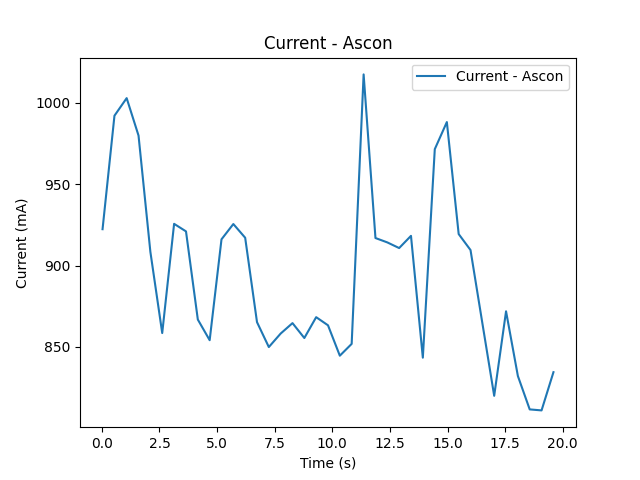 Current - Ascon
Current - Ascon
Current (mA)
1000
950
900
850
0.0 2.5 5.0 7.5 10.0 12.5 15.0 17.5 20.0
Time (s)